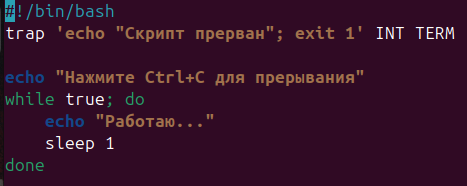 #!/bin/bash
trap 'echo "Скрипт прерван"; exit 1' INT TERM

echo "Нажмите Ctrl+C для прерывания"
while true; do
    echo "Работаю..."
    sleep 1
done